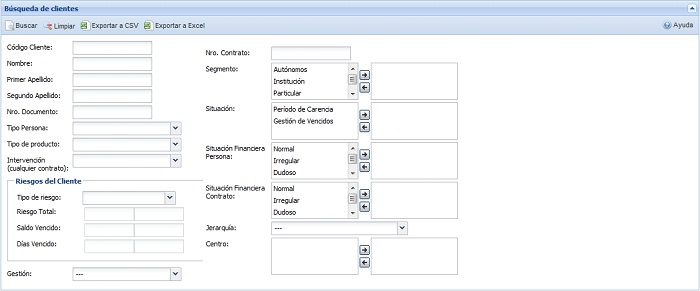 Búsqueda de clientes
Buscar Limpiar Exportar a CSV Exportar a Excel Ayuda
Código Cliente:
Nombre:
Primer Apellido:
Segundo Apellido:
Nro. Documento:
Tipo Persona:
Tipo de producto:
Intervención
(cualquier contrato):
Riesgos del Cliente
Tipo de riesgo:
Riesgo Total:
Saldo Vencido:
Días Vencido:
Gestión: ---
Nro. Contrato:
Segmento:
Autónomos
Institución
Particular
Situación:
Período de Carencia
Gestión de Vencidos
Situación Financiera
Persona:
Normal
Irregular
Dudoso
Situación Financiera
Contrato:
Normal
Irregular
Dudoso
Jerarquía: ---
Centro: